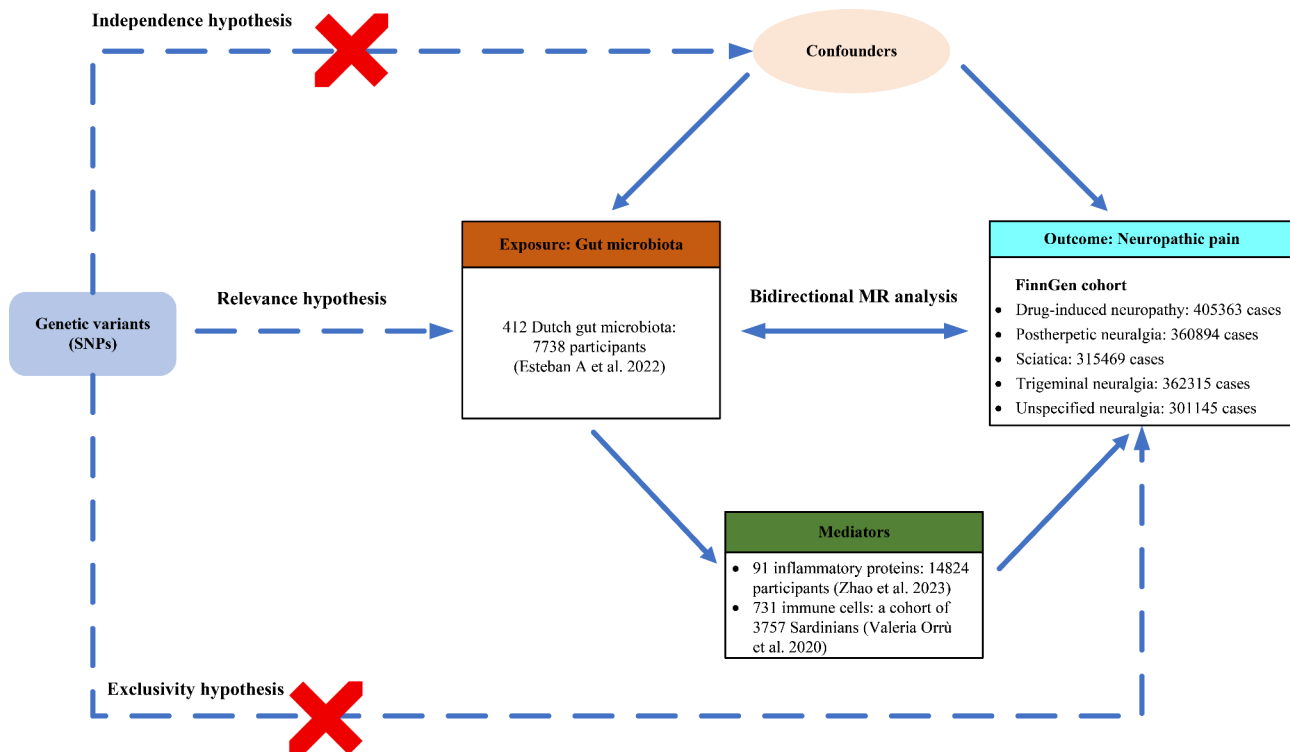 Independence hypothesis
Confounders
Exposure: Gut microbiota
412 Dutch gut microbiota:
7738 participants
(Esteban A et al. 2022)
Relevance hypothesis
Genetic variants
(SNPs)
Bidirectional MR analysis
Outcome: Neuropathic pain
FinnGen cohort
• Drug-induced neuropathy: 405363 cases
• Postherpetic neuralgia: 360894 cases
• Sciatica: 315469 cases
• Trigeminal neuralgia: 362315 cases
• Unspecified neuralgia: 301145 cases
Mediators
• 91 inflammatory proteins: 14824
participants (Zhao et al. 2023)
• 731 immune cells: a cohort of
3757 Sardinians (Valeria Orrù
et al. 2020)
Exclusivity hypothesis